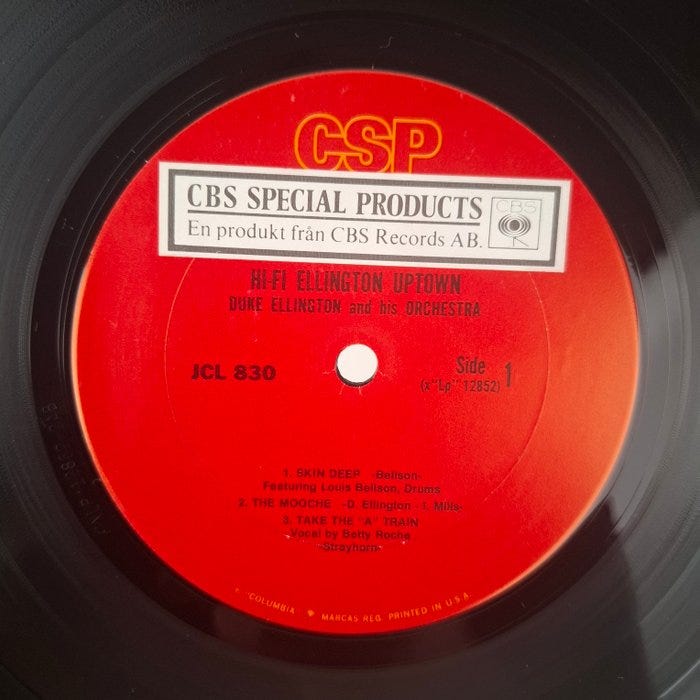 CSP
CBS SPECIAL PRODUCTS
En produkt från CBS Records AB.
CBS
HI-FI ELLINGTON UPTOWN
DUKE ELLINGTON and his ORCHESTRA
JCL 830
Side 1
(x"Lp" 12852)
1. SKIN DEEP -Bellson-
Featuring Louis Bellson, Drums
2. THE MOOCHE -D. Ellington - I. Mills-
3. TAKE THE "A" TRAIN
Vocal by Betty Roche
-Strayhorn-
"COLUMBIA" MARCAS REG. PRINTED IN U.S.A.